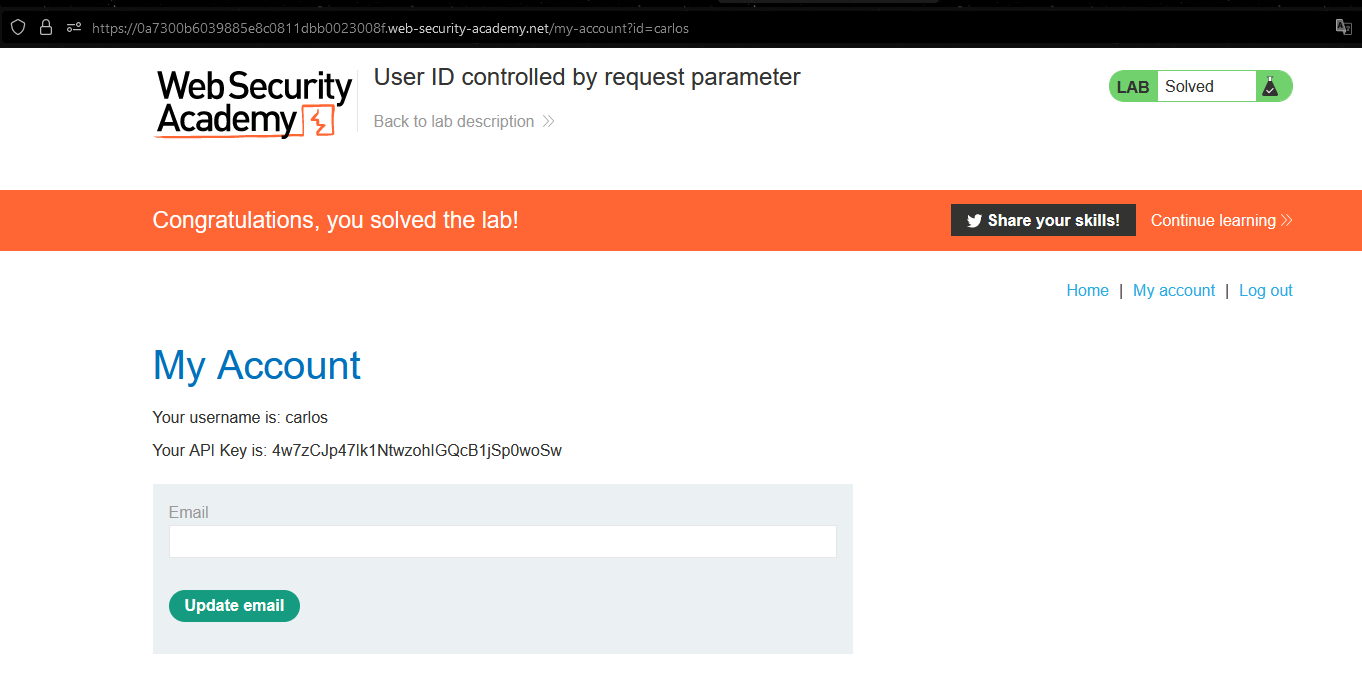 https://0a7300b6039885e8c0811dbb0023008f.web-security-academy.net/my-account?id=carlos
Web Security
Academy
User ID controlled by request parameter
Back to lab description
LAB Solved
Congratulations, you solved the lab!
Share your skills!
Continue learning
Home | My account | Log out
My Account
Your username is: carlos
Your API Key is: 4w7zCJp47lk1NtwzohIGQcB1jSp0woSw
Email
Update email